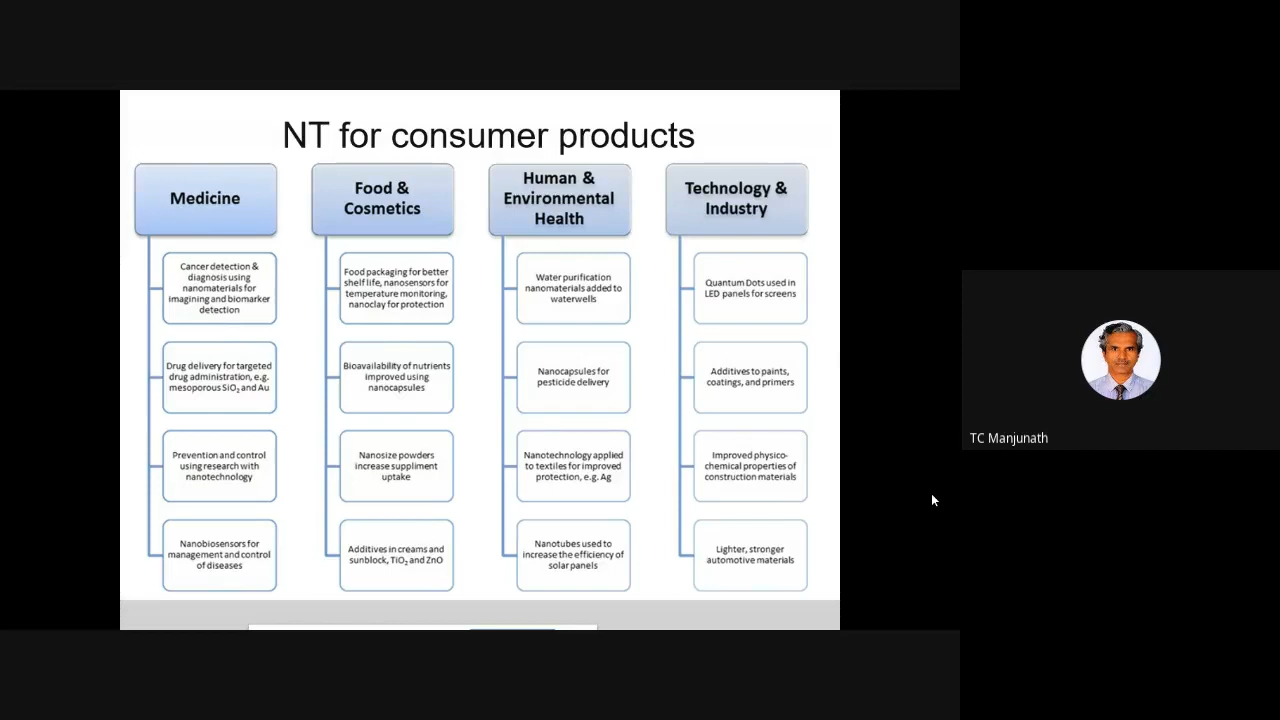 NT for consumer products
Medicine
Cancer detection &
diagnosis using
nanomaterials for
imagining and biomarker
detection
Drug delivery for targeted
drug administration, e.g.
mesoporous SiO₂ and Au
Prevention and control
using research with
nanotechnology
Nanobiosensors for
management and control
of diseases
Food &
Cosmetics
Food packaging for better
shelf life, nanosensors for
temperature monitoring,
nanoclay for protection
Bioavailability of nutrients
improved using
nanocapsules
Nanosize powders
increase suppliment
uptake
Additives in creams and
sunblock, TiO₂ and ZnO
Human &
Environmental
Health
Water purification
nanomaterials added to
waterwells
Nanocapsules for
pesticide delivery
Nanotechnology applied
to textiles for improved
protection, e.g. Ag
Nanotubes used to
increase the efficiency of
solar panels
Technology &
Industry
Quantum Dots used in
LED panels for screens
Additives to paints,
coatings, and primers
Improved physico-
chemical properties of
construction materials
Lighter, stronger
automotive materials
TC Manjunath